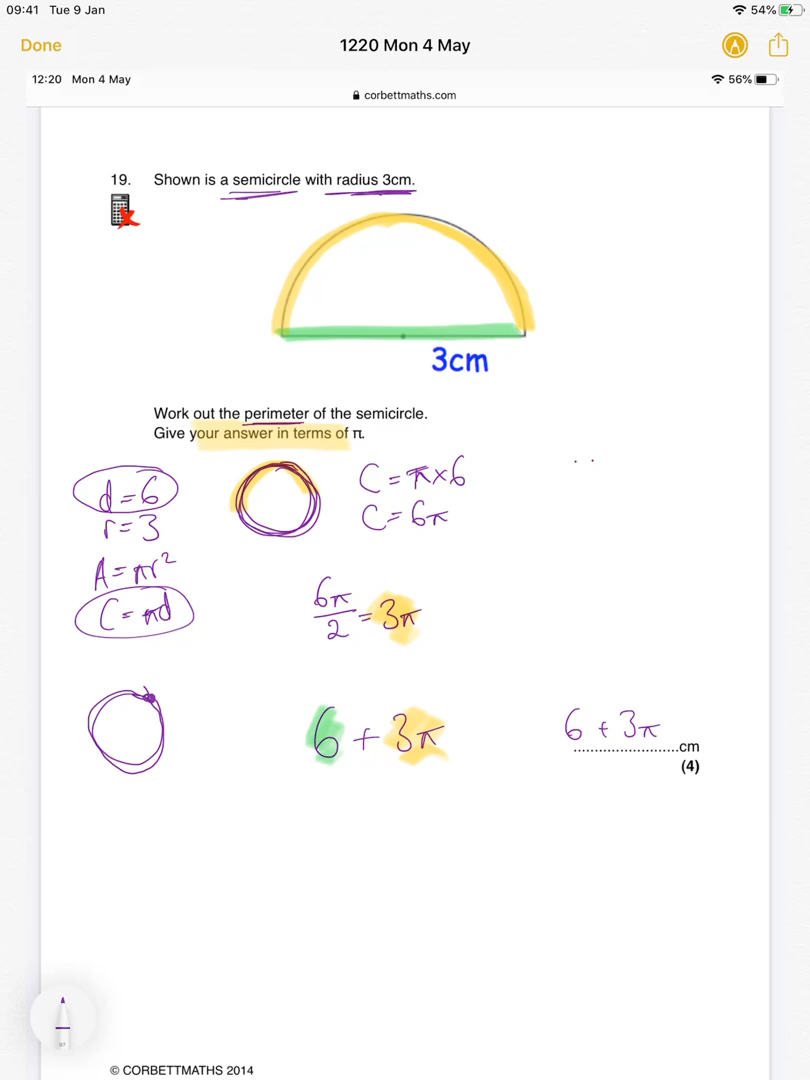 09:41 Tue 9 Jan 54%
Done 1220 Mon 4 May
12:20 Mon 4 May 56%
corbettmaths.com
19. Shown is a semicircle with radius 3cm.
3cm
Work out the perimeter of the semicircle.
Give your answer in terms of π.
d = 6
r = 3
A = πr²
C = πd
C = π × 6
C = 6π
6π/2 = 3π
6 + 3π
6 + 3π
........................cm
(4)
© CORBETTMATHS 2014